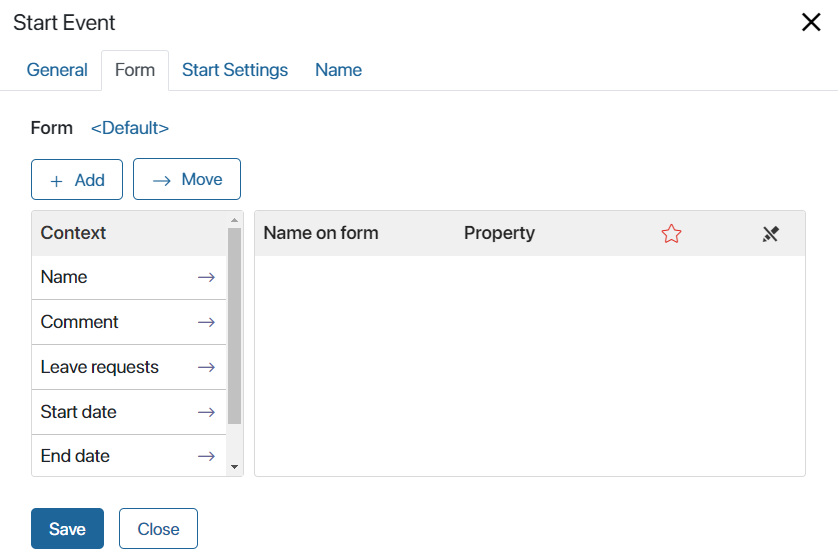 Start Event
General Form Start Settings Name
Form <Default>
+ Add → Move
Context
Name on form Property
Name →
Comment →
Leave requests →
Start date →
End date →
Save Close